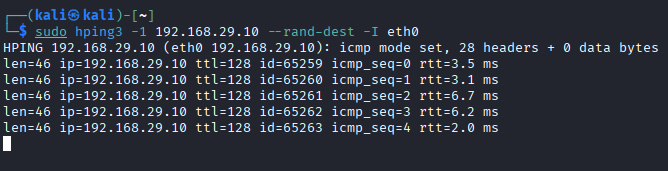 ┌──(kali㉿kali)-[~]
└─$ sudo hping3 -1 192.168.29.10 --rand-dest -I eth0
HPING 192.168.29.10 (eth0 192.168.29.10): icmp mode set, 28 headers + 0 data bytes
len=46 ip=192.168.29.10 ttl=128 id=65259 icmp_seq=0 rtt=3.5 ms
len=46 ip=192.168.29.10 ttl=128 id=65260 icmp_seq=1 rtt=3.1 ms
len=46 ip=192.168.29.10 ttl=128 id=65261 icmp_seq=2 rtt=6.7 ms
len=46 ip=192.168.29.10 ttl=128 id=65262 icmp_seq=3 rtt=6.2 ms
len=46 ip=192.168.29.10 ttl=128 id=65263 icmp_seq=4 rtt=2.0 ms